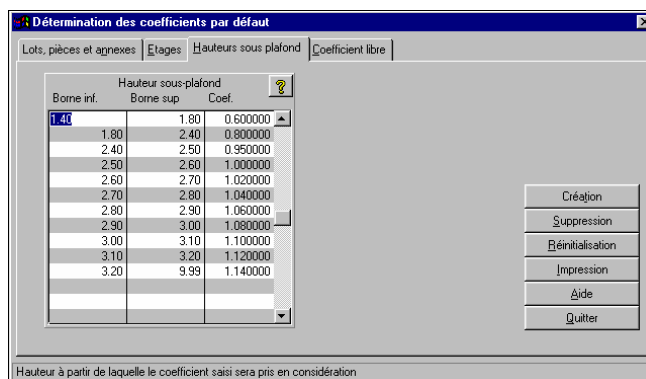 Détermination des coefficients par défaut
Lots, pièces et annexes Etages Hauteurs sous plafond Coefficient libre
Hauteur sous-plafond
Borne inf. Borne sup Coef.
1.40 1.80 0.600000
1.80 2.40 0.800000
2.40 2.50 0.950000
2.50 2.60 1.000000
2.60 2.70 1.020000
2.70 2.80 1.040000
2.80 2.90 1.060000
2.90 3.00 1.080000
3.00 3.10 1.100000
3.10 3.20 1.120000
3.20 9.99 1.140000
Création
Suppression
Réinitialisation
Impression
Aide
Quitter
Hauteur à partir de laquelle le coefficient saisi sera pris en considération